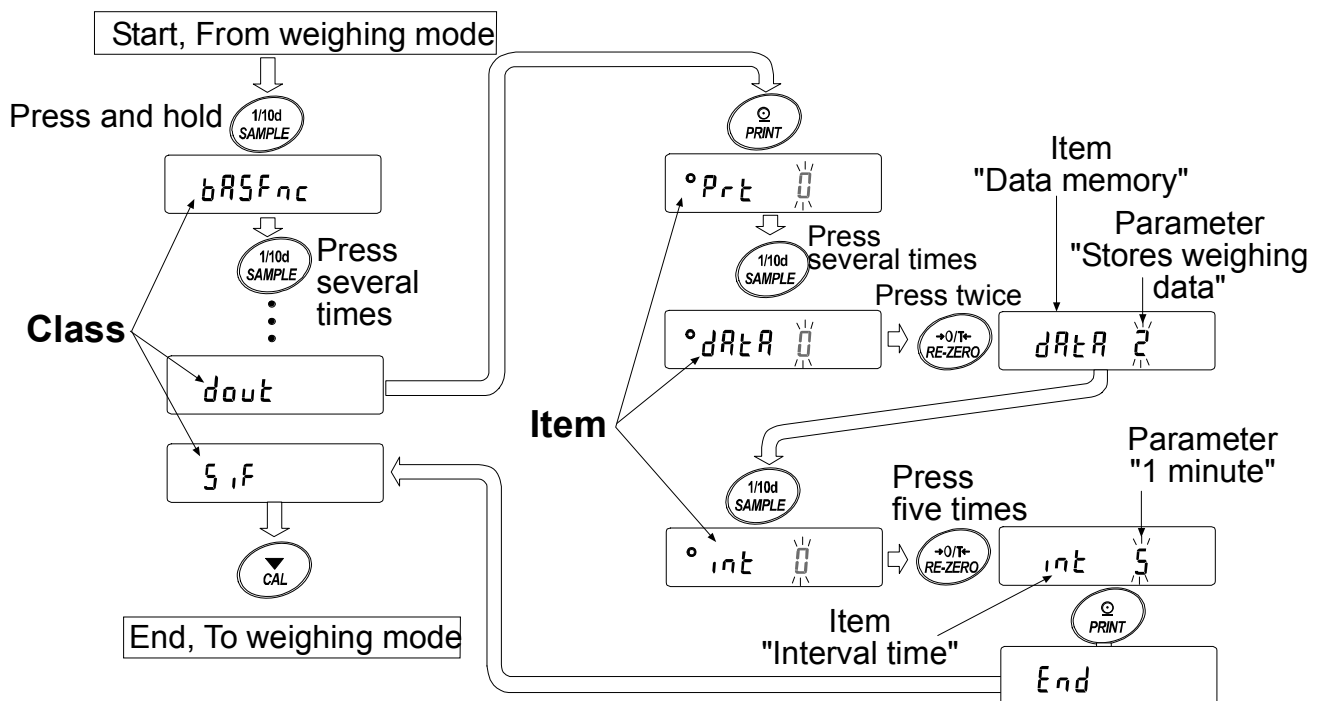 Start, From weighing mode
Press and hold
1/10d
SAMPLE
bASFnc
1/10d
SAMPLE
Press
several
times
Class
dout
S iF
CAL
End, To weighing mode
PRINT
Prt 0
1/10d
SAMPLE
Press
several times
Item
dAtA 0
Press twice
→0/T←
RE-ZERO
Item
"Data memory"
Parameter
"Stores weighing
data"
dAtA 2
1/10d
SAMPLE
int 0
Press
five times
→0/T←
RE-ZERO
Parameter
"1 minute"
int 5
Item
"Interval time"
PRINT
End